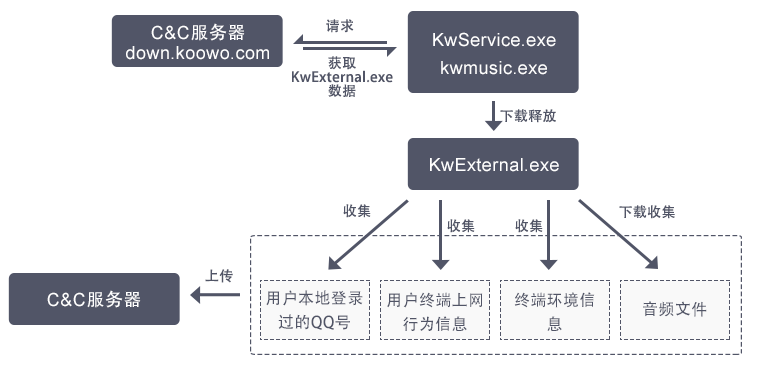 C&C服务器
down.koowo.com
请求
获取
KwExternal.exe
数据
KwService.exe
kwmusic.exe
下载释放
KwExternal.exe
收集
收集
收集
下载收集
上传
C&C服务器
用户本地登录
过的QQ号
用户终端上网
行为信息
终端环境信
息
音频文件